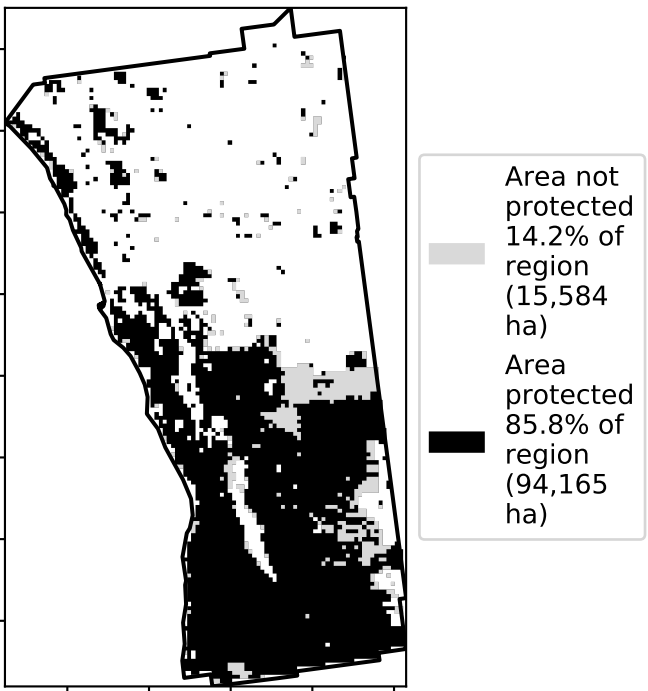 Area not
protected
14.2% of
region
(15,584
ha)
Area
protected
85.8% of
region
(94,165
ha)